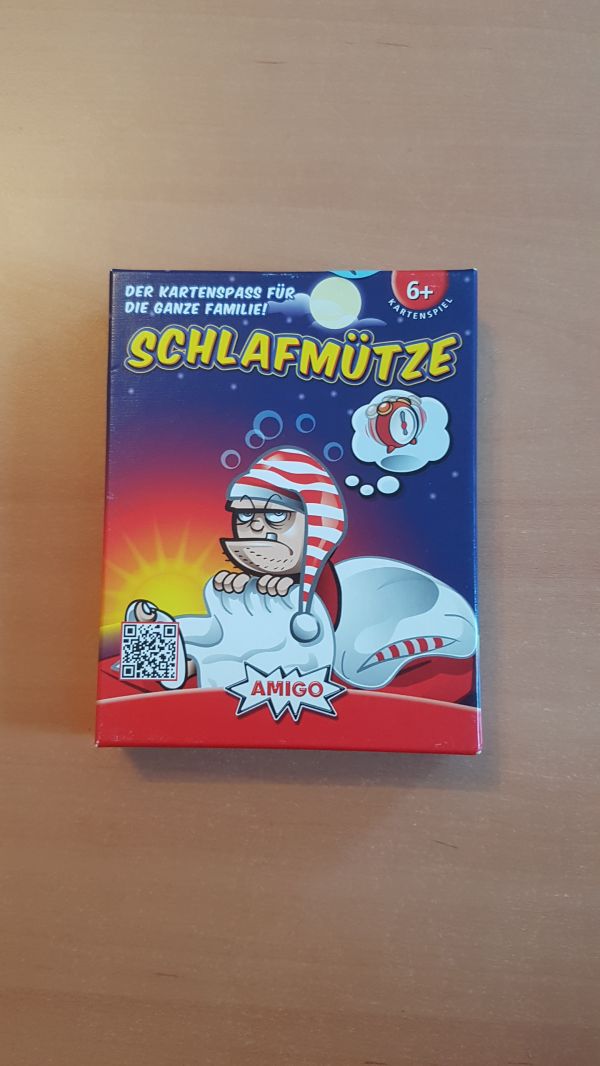 DER KARTENSPASS FÜR
DIE GANZE FAMILIE!
6+
KARTENSPIEL
SCHLAFMÜTZE
AMIGO